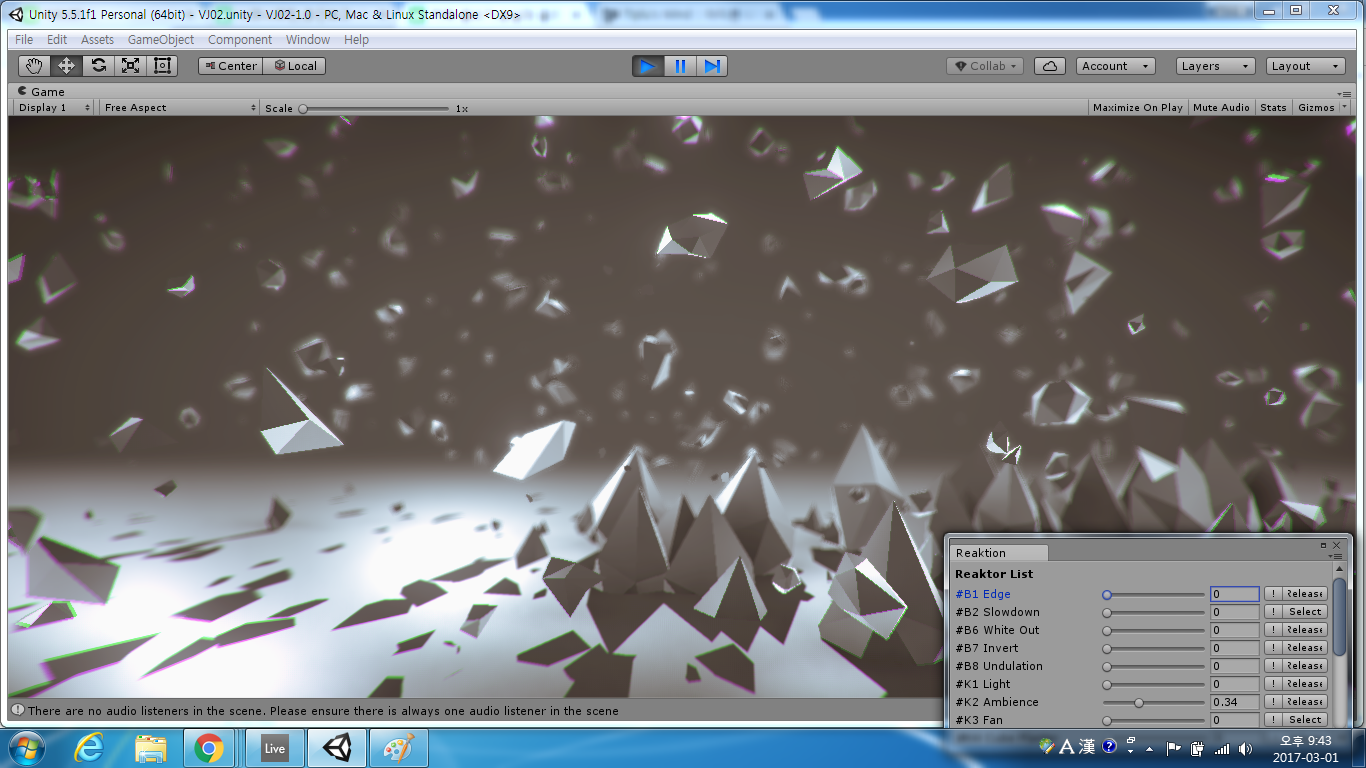 Unity 5.5.1f1 Personal (64bit) - VJ02.unity - VJ02-1.0 - PC, Mac & Linux Standalone <DX9>
File Edit Assets GameObject Component Window Help
Center Local Collab Account Layers Layout
Game
Display 1 Free Aspect Scale 1x Maximize On Play Mute Audio Stats Gizmos
Reaktion
Reaktor List
#B1 Edge 0 ! Release
#B2 Slowdown 0 ! Select
#B6 White Out 0 ! Release
#B7 Invert 0 ! Release
#B8 Undulation 0 ! Release
#K1 Light 0 ! Release
#K2 Ambience 0.34 ! Release
#K3 Fan 0 ! Select
There are no audio listeners in the scene. Please ensure there is always one audio listener in the scene
Live
A 漢 ?
오후 9:43
2017-03-01